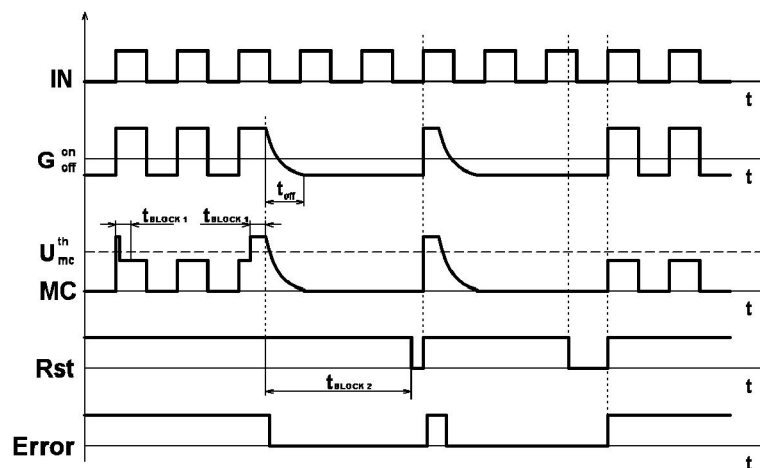 IN
t
G on off
t
t off
t BLOCK 1
t BLOCK 1
U th mc
MC
t
Rst
t BLOCK 2
t
Error
t